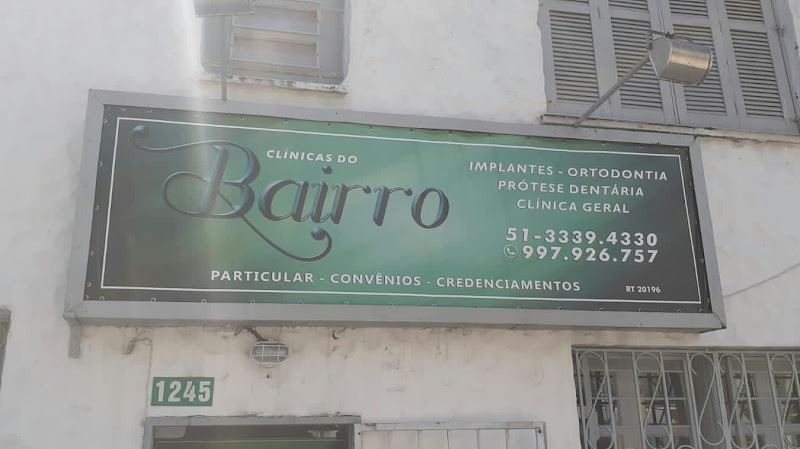 CLÍNICAS DO
Bairro
IMPLANTES - ORTODONTIA
PRÓTESE DENTÁRIA
CLÍNICA GERAL
51-3339.4330
997.926.757
PARTICULAR - CONVÊNIOS - CREDENCIAMENTOS
RT 20196
1245